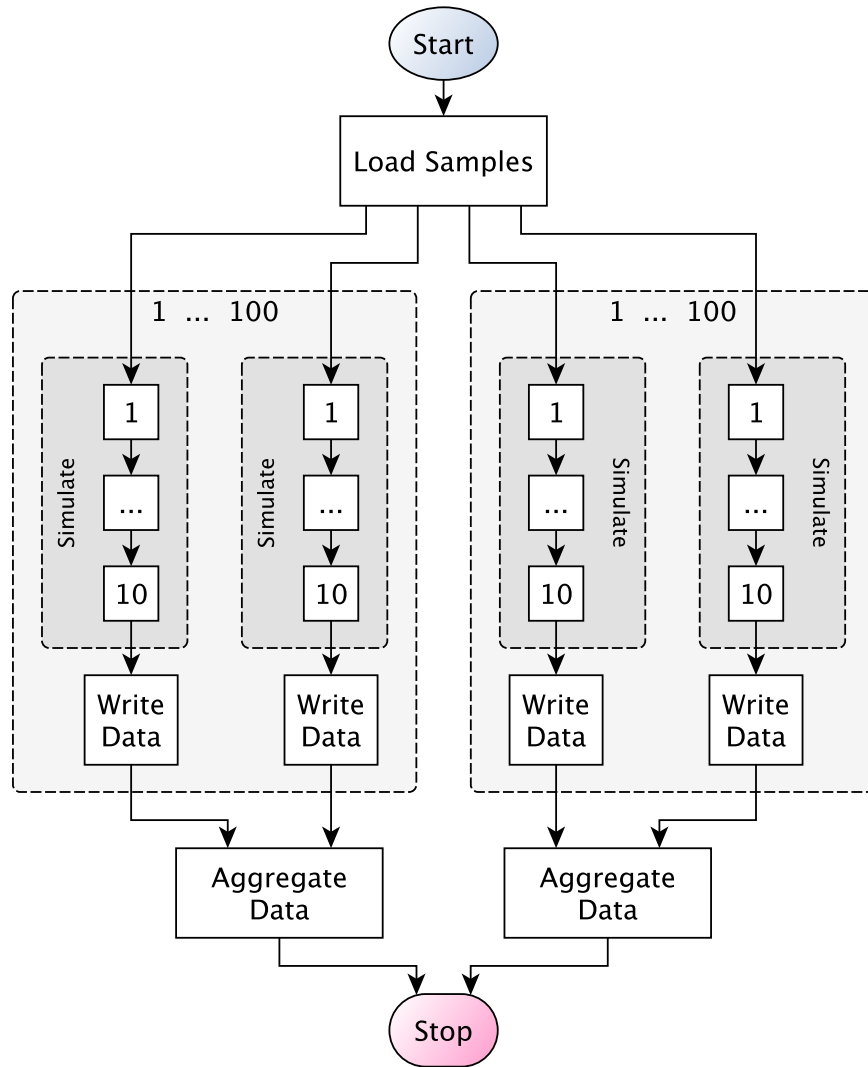 Start
Load Samples
1 ... 100
1 ... 100
1
1
1
1
Simulate
...
Simulate
...
...
Simulate
...
Simulate
10
10
10
10
Write
Data
Write
Data
Write
Data
Write
Data
Aggregate
Data
Aggregate
Data
Stop